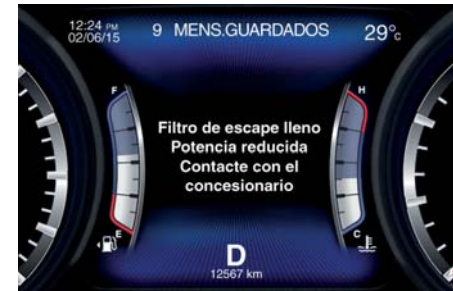 12:24 PM
02/06/15
9 MENS.GUARDADOS
29°c
F
H
Filtro de escape lleno
Potencia reducida
Contacte con el
concesionario
E
C
D
12567 km